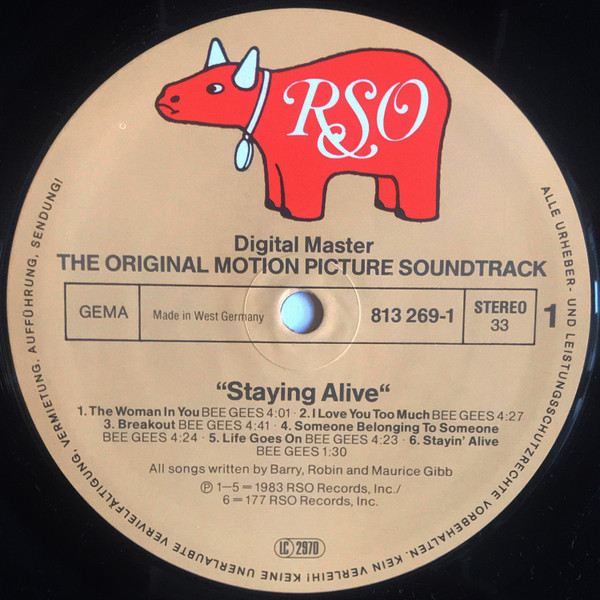 RSO
Digital Master
THE ORIGINAL MOTION PICTURE SOUNDTRACK
GEMA
Made in West Germany
813 269-1
STEREO
33
1
“Staying Alive“
1. The Woman In You BEE GEES 4:01 · 2. I Love You Too Much BEE GEES 4:27
3. Breakout BEE GEES 4:41 · 4. Someone Belonging To Someone
BEE GEES 4:24 · 5. Life Goes On BEE GEES 4:23 · 6. Stayin’ Alive
BEE GEES 1:30
All songs written by Barry, Robin and Maurice Gibb
℗ 1–5 = 1983 RSO Records, Inc./
6 = 177 RSO Records, Inc.
LC 2970
ALLE URHEBER- UND LEISTUNGSSCHUTZRECHTE VORBEHALTEN. KEIN VERLEIH! KEINE UNERLAUBTE VERVIELFÄLTIGUNG, VERMIETUNG, AUFFÜHRUNG, SENDUNG!